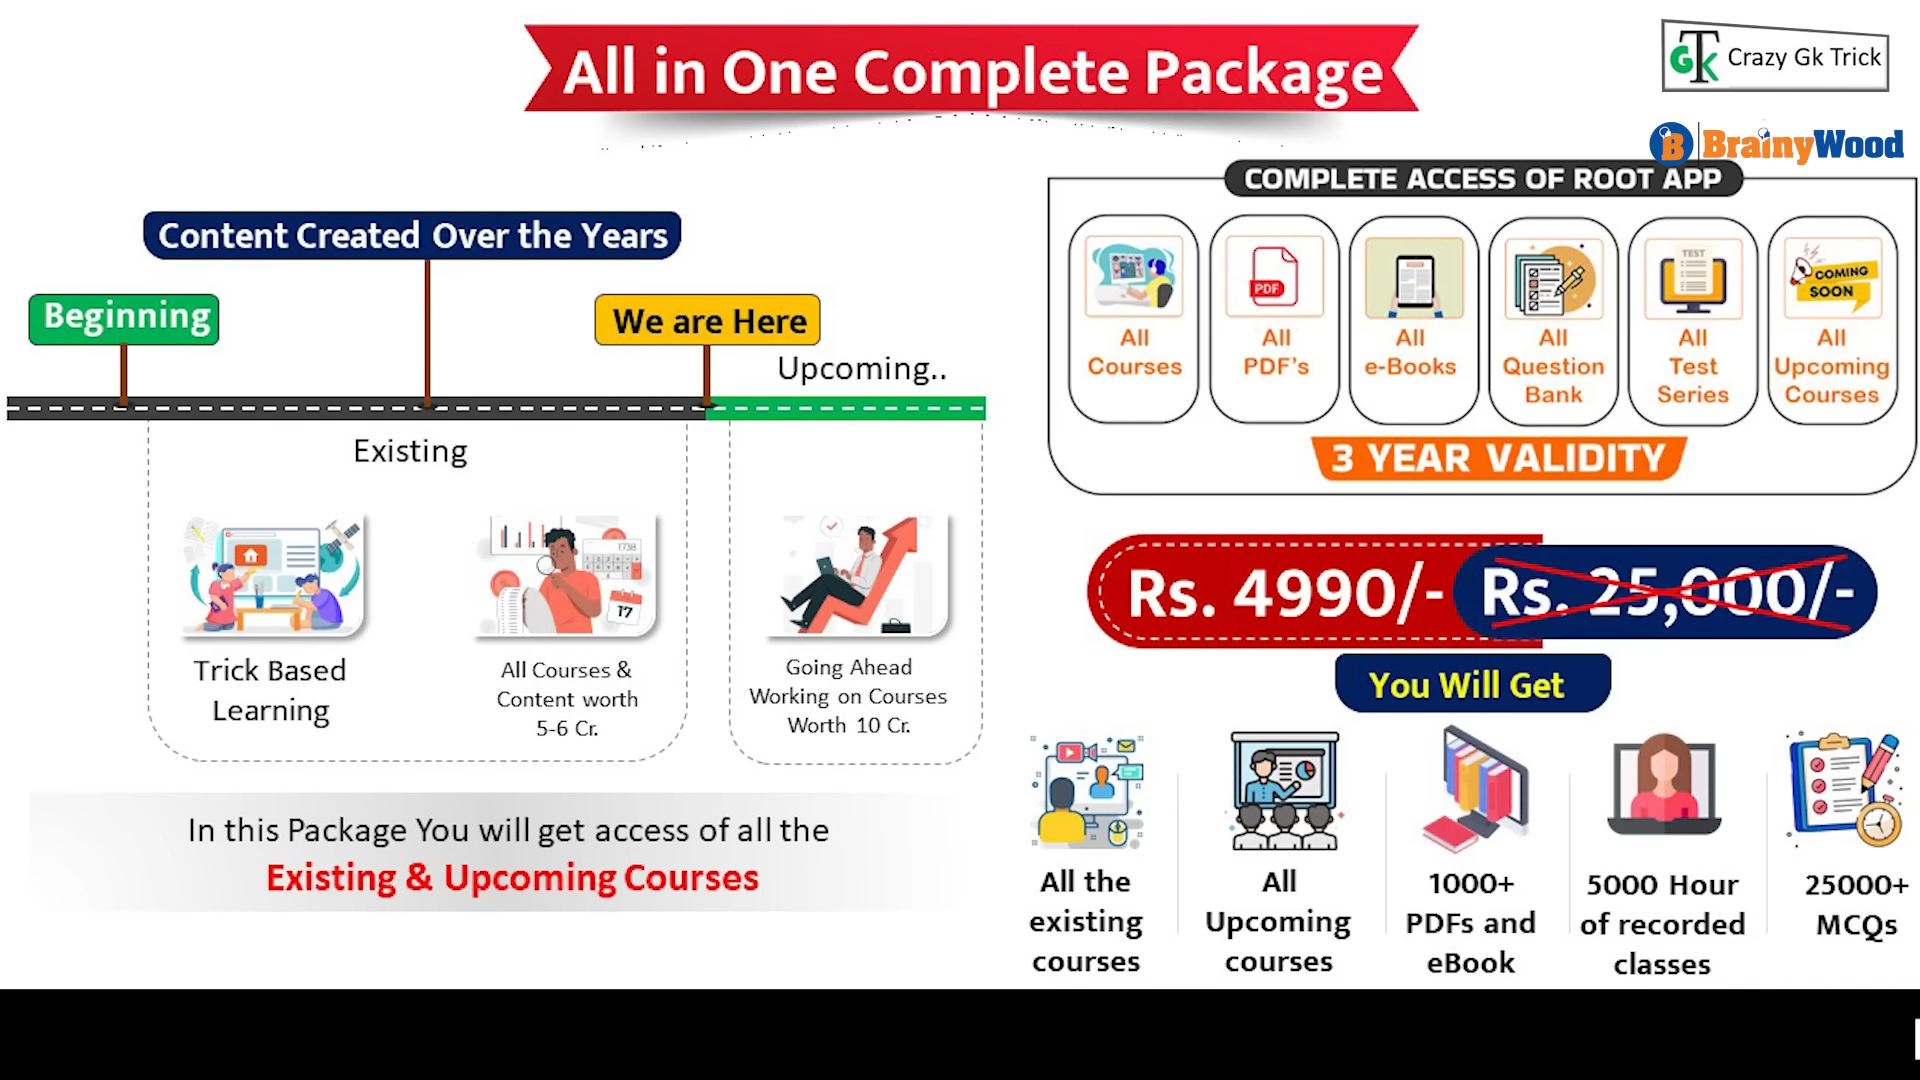 All in One Complete Package
GTK Crazy Gk Trick
B BrainyWood
Content Created Over the Years
Beginning
We are Here
Upcoming..
Existing
1738
17
Trick Based
Learning
All Courses &
Content worth
5-6 Cr.
Going Ahead
Working on Courses
Worth 10 Cr.
In this Package You will get access of all the
Existing & Upcoming Courses
COMPLETE ACCESS OF ROOT APP
PDF
TEST
COMING
SOON
All
Courses
All
PDF's
All
e-Books
All
Question
Bank
All
Test
Series
All
Upcoming
Courses
3 YEAR VALIDITY
Rs. 4990/- Rs. 25,000/-
You Will Get
All the
existing
courses
All
Upcoming
courses
1000+
PDFs and
eBook
5000 Hour
of recorded
classes
25000+
MCQs